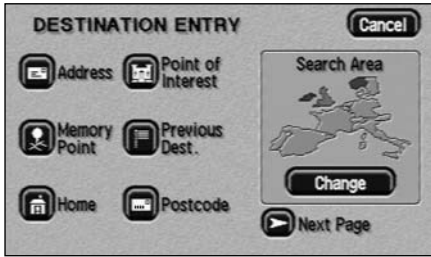 DESTINATION ENTRY
Cancel
Address
Point of
Interest
Search Area
Memory
Point
Previous
Dest.
Change
Home
Postcode
Next Page